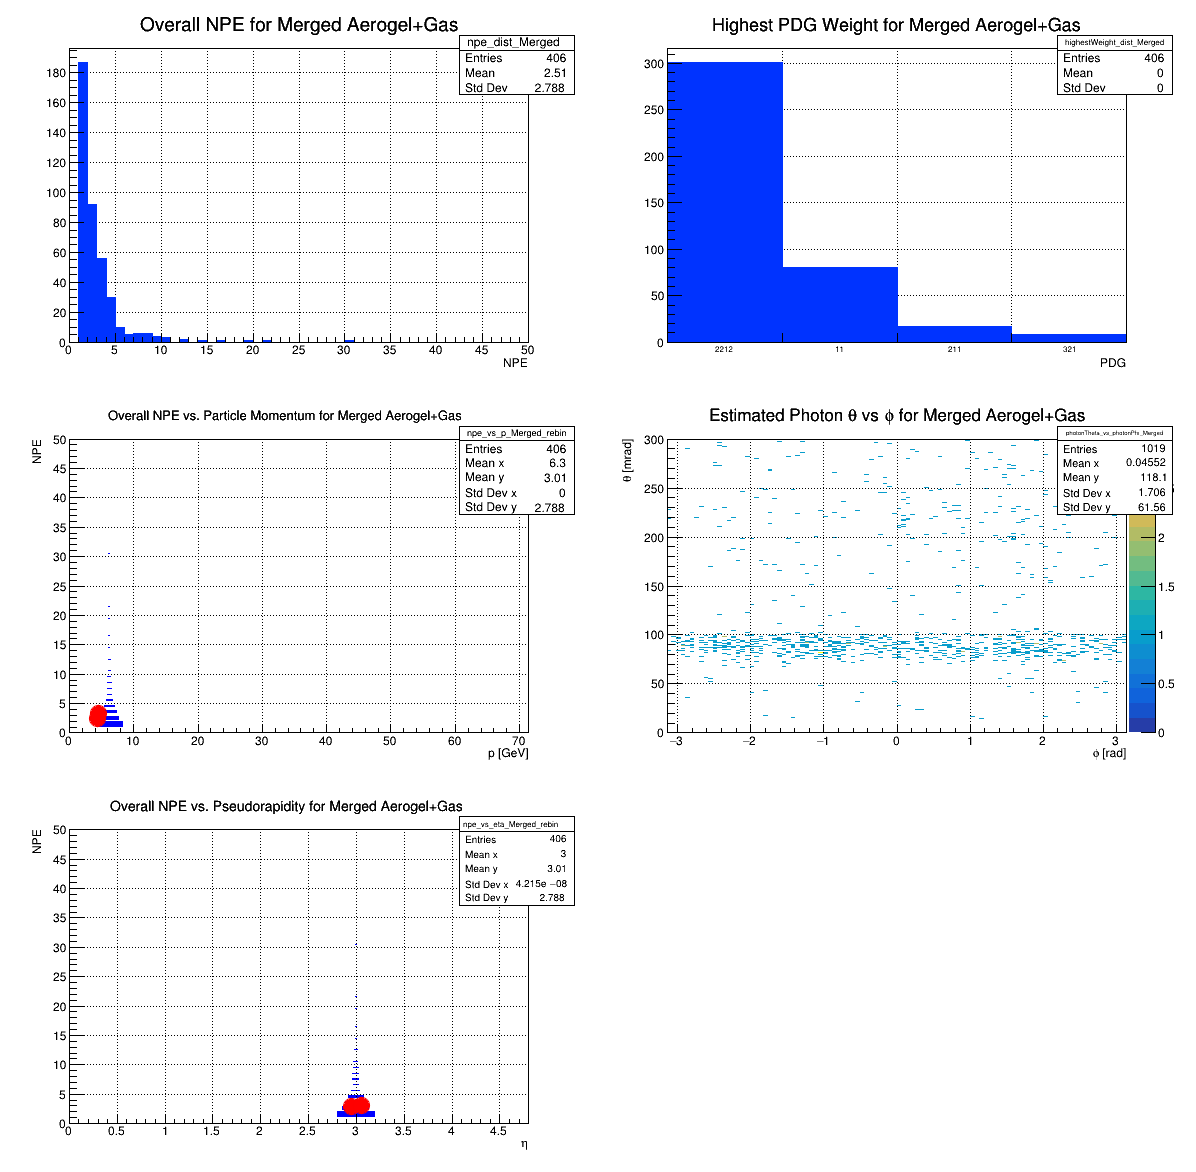 Overall NPE for Merged Aerogel+Gas
npe_dist_Merged
Entries 406
Mean 2.51
Std Dev 2.788
180
160
140
120
100
80
60
40
20
0
0 5 10 15 20 25 30 35 40 45 50
NPE
Highest PDG Weight for Merged Aerogel+Gas
highestWeight_dist_Merged
Entries 406
Mean 0
Std Dev 0
300
250
200
150
100
50
0
2212 11 211 321
PDG
Overall NPE vs. Particle Momentum for Merged Aerogel+Gas
npe_vs_p_Merged_rebin
Entries 406
Mean x 6.3
Mean y 3.01
Std Dev x 0
Std Dev y 2.788
NPE
50
45
40
35
30
25
20
15
10
5
0
0 10 20 30 40 50 60 70
p [GeV]
Estimated Photon θ vs ϕ for Merged Aerogel+Gas
photonTheta_vs_photonPhi_Merged
Entries 1019
Mean x 0.04552
Mean y 118.1
Std Dev x 1.706
Std Dev y 61.56
θ [mrad]
300
250
200
150
100
50
0
−3 −2 −1 0 1 2 3
ϕ [rad]
2
1.5
1
0.5
0
Overall NPE vs. Pseudorapidity for Merged Aerogel+Gas
npe_vs_eta_Merged_rebin
Entries 406
Mean x 3
Mean y 3.01
Std Dev x 4.215e −08
Std Dev y 2.788
NPE
50
45
40
35
30
25
20
15
10
5
0
0 0.5 1 1.5 2 2.5 3 3.5 4 4.5
η